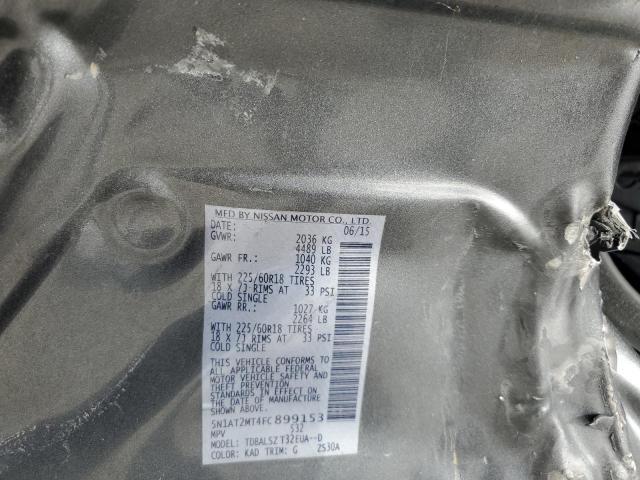 MFD BY NISSAN MOTOR CO., LTD.
DATE: 06/15
GVWR: 2036 KG
4489 LB
GAWR FR.: 1040 KG
2293 LB
WITH 225/60R18 TIRES
18 X 7J RIMS AT 33 PSI
COLD SINGLE
GAWR RR.: 1027 KG
2264 LB
WITH 225/60R18 TIRES
18 X 7J RIMS AT 33 PSI
COLD SINGLE
THIS VEHICLE CONFORMS TO
ALL APPLICABLE FEDERAL
MOTOR VEHICLE SAFETY AND
THEFT PREVENTION
STANDARDS IN EFFECT ON
THE DATE OF MANUFACTURE
SHOWN ABOVE.
5N1AT2MT4FC899153
MPV S32
MODEL: TDBALSZ T32EUA--D
COLOR: KAD TRIM: G ZS30A